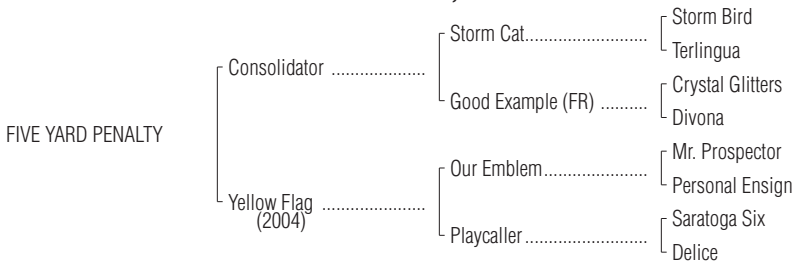 Storm Bird
Storm Cat............................
Terlingua
Consolidator .....................
Crystal Glitters
Good Example (FR) ..........
Divona
FIVE YARD PENALTY
Mr. Prospector
Our Emblem.......................
Personal Ensign
Yellow Flag .......................
(2004)
Saratoga Six
Playcaller...........................
Delice